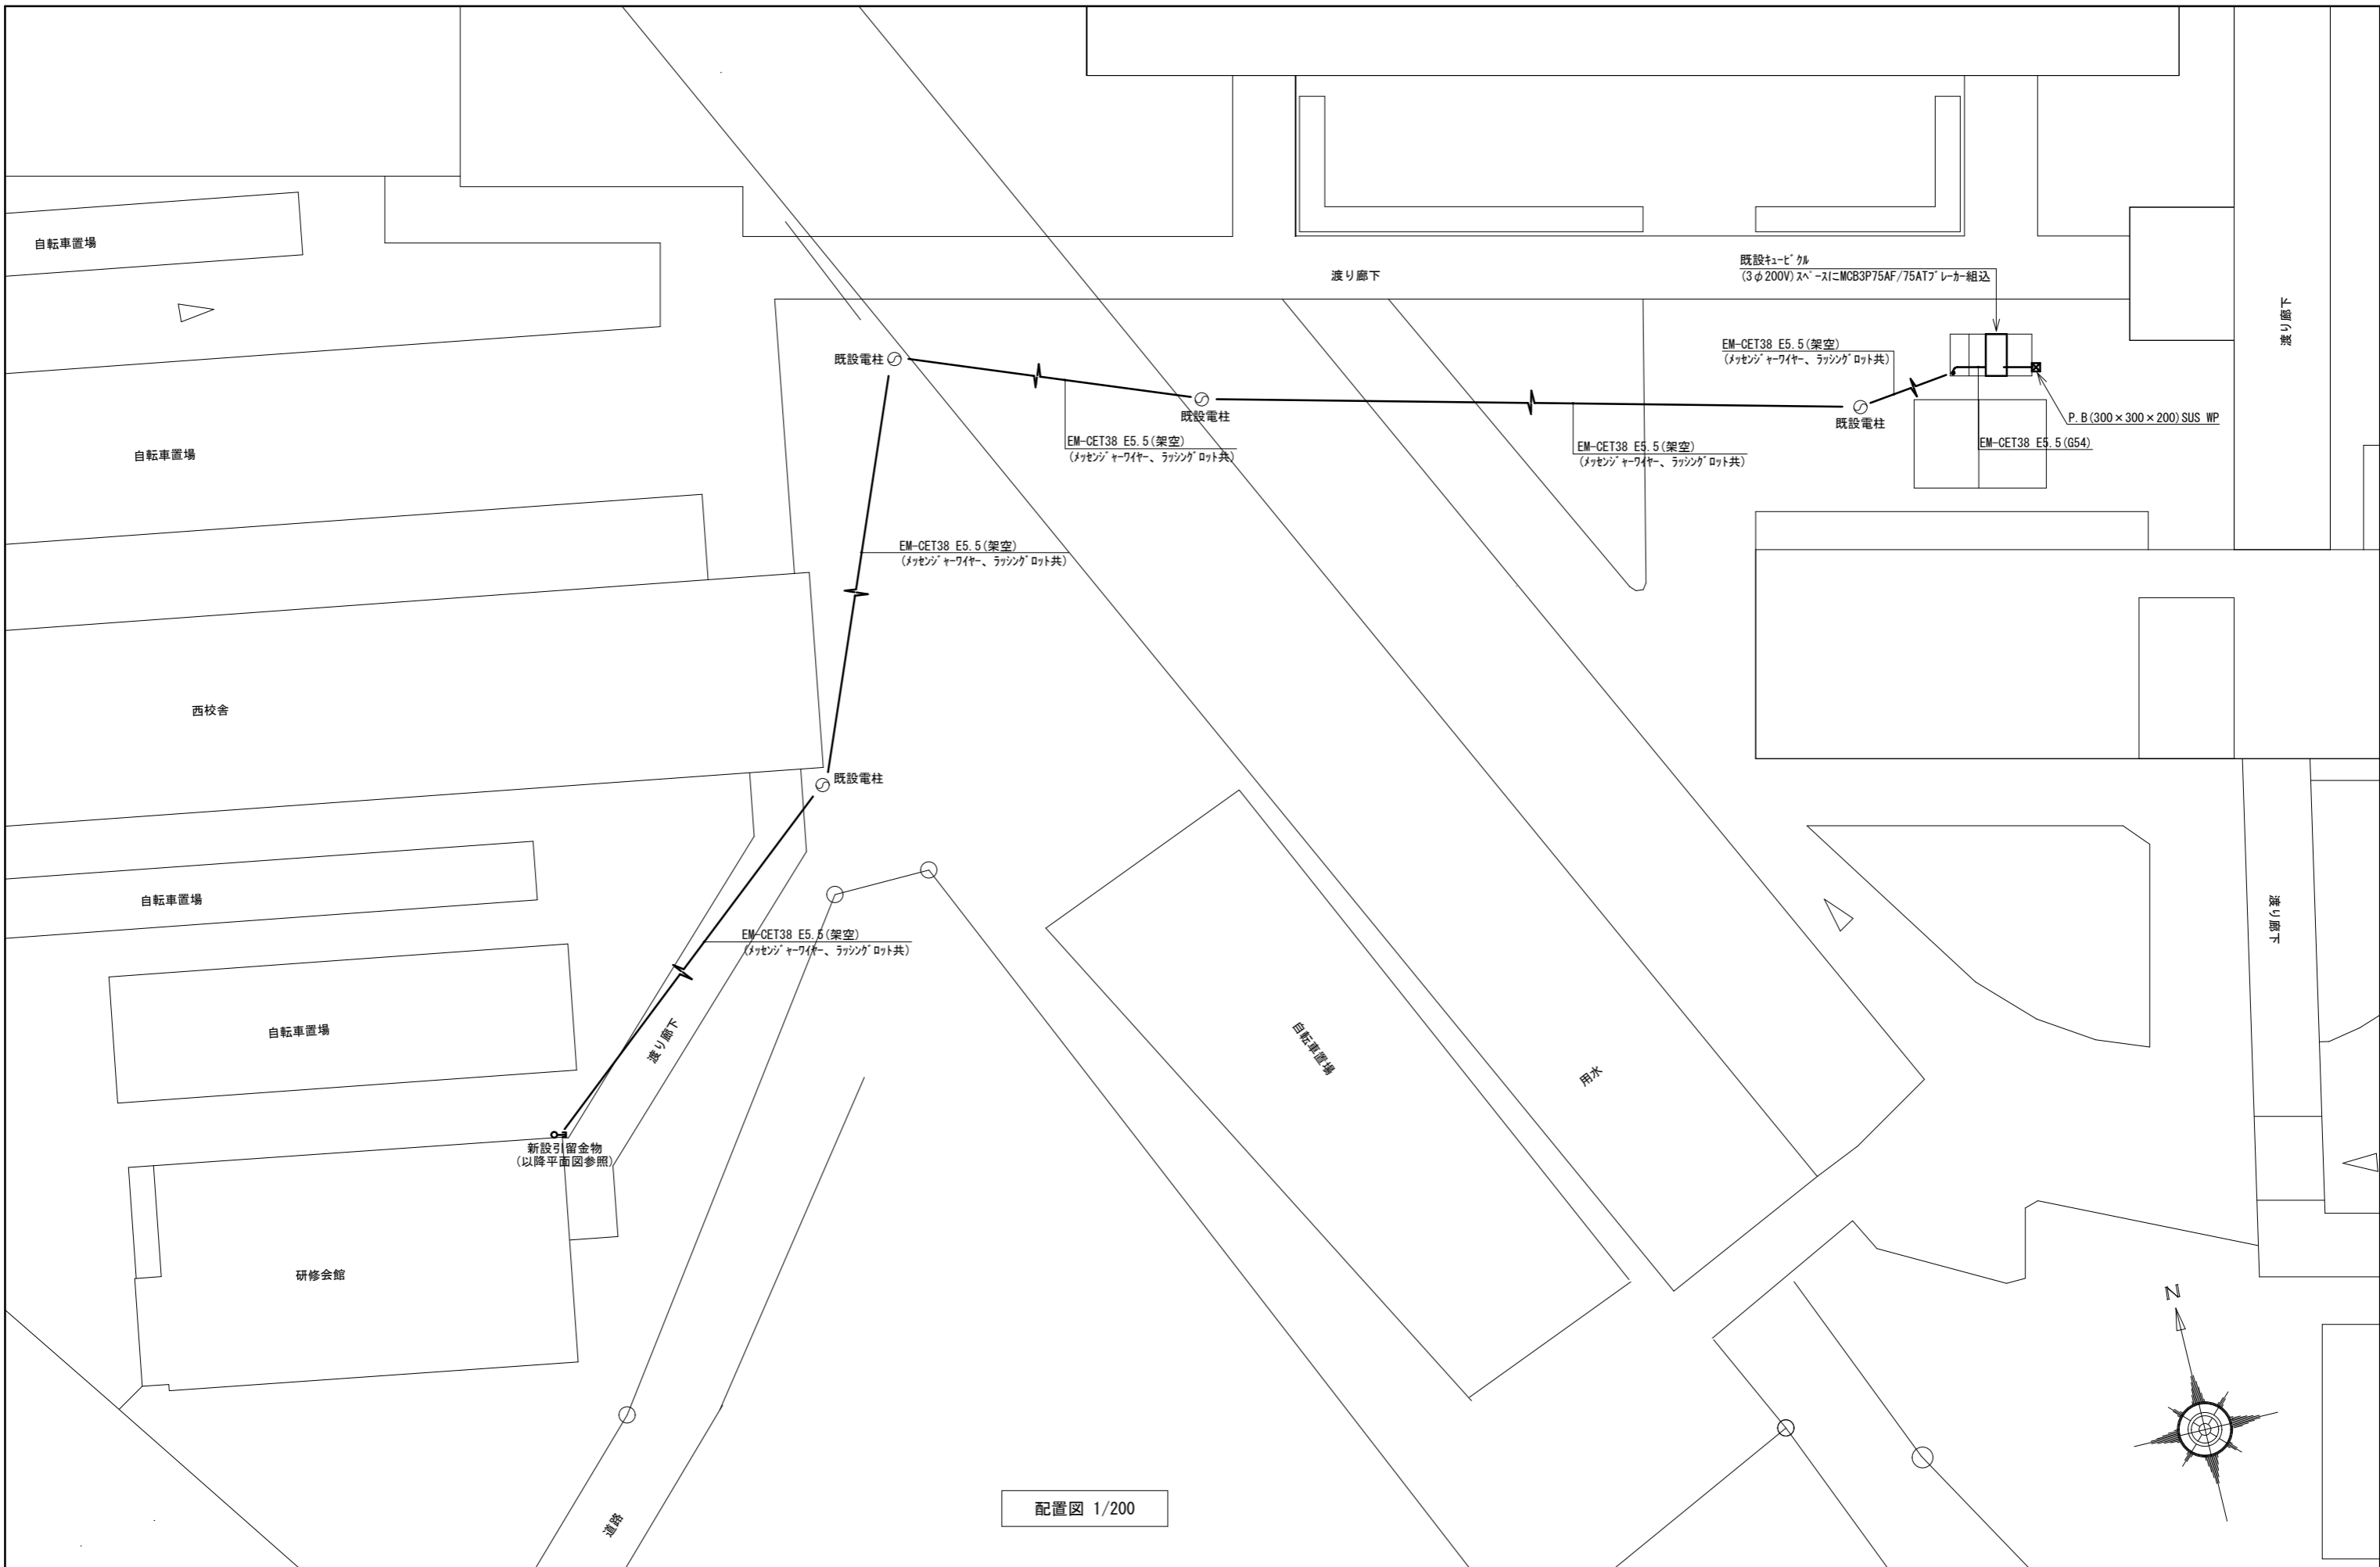 自転車置場
渡り廊下
既設キュービクル
(3φ200V)スペースにMCB3P75AF/75ATブレーカー組込
渡り廊下
EM-CET38 E5.5(架空)
(メッセンジャーワイヤー、ラッシングロット共)
既設電柱
既設電柱
既設電柱
P.B(300×300×200)SUS WP
EM-CET38 E5.5(G54)
EM-CET38 E5.5(架空)
(メッセンジャーワイヤー、ラッシングロット共)
EM-CET38 E5.5(架空)
(メッセンジャーワイヤー、ラッシングロット共)
自転車置場
EM-CET38 E5.5(架空)
(メッセンジャーワイヤー、ラッシングロット共)
西校舎
既設電柱
自転車置場
渡り廊下
EM-CET38 E5.5(架空)
(メッセンジャーワイヤー、ラッシングロット共)
自転車置場
渡り廊下
自転車置場
用水
新設引留金物
(以降平面図参照)
研修会館
N
道路
配置図 1/200